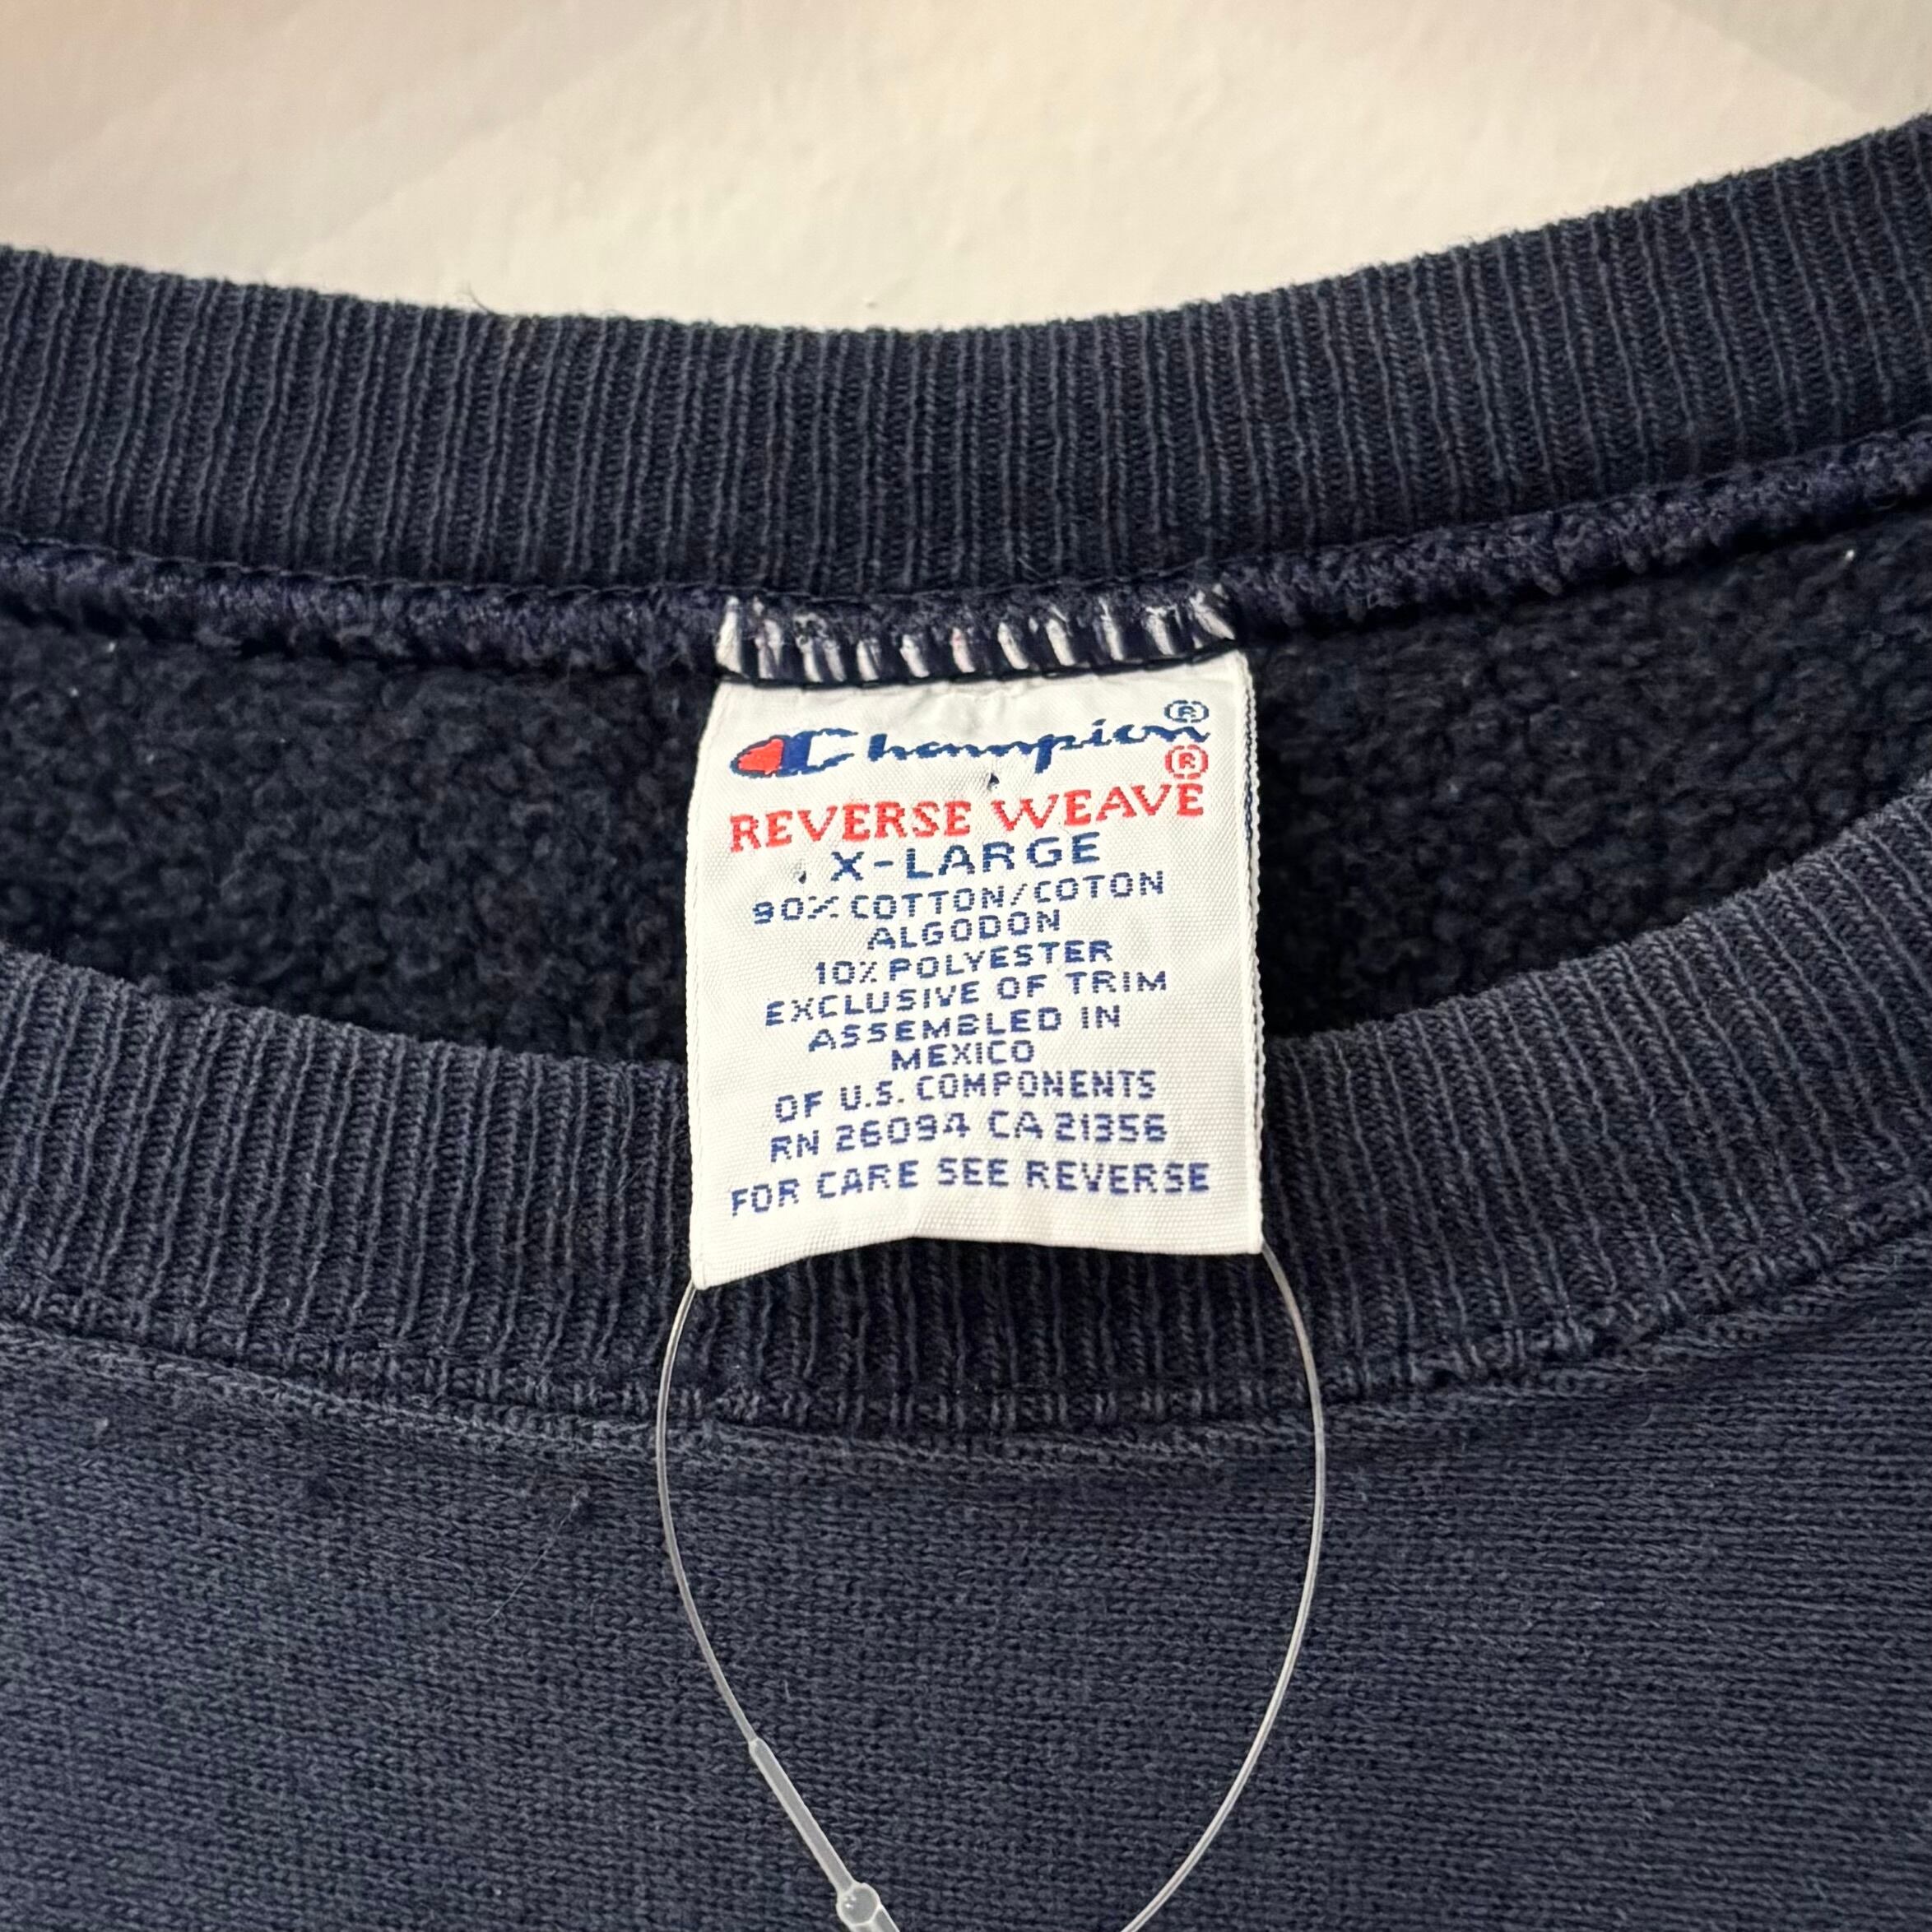 Champion®
REVERSE WEAVE®
X-LARGE
90% COTTON/COTON
ALGODON
10% POLYESTER
EXCLUSIVE OF TRIM
ASSEMBLED IN
MEXICO
OF U.S. COMPONENTS
RN 26094 CA 21356
FOR CARE SEE REVERSE